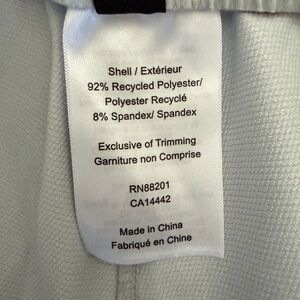 Shell / Extérieur
92% Recycled Polyester/
Polyester Recyclé
8% Spandex/ Spandex
Exclusive of Trimming
Garniture non Comprise
RN88201
CA14442
Made in China
Fabriqué en Chine